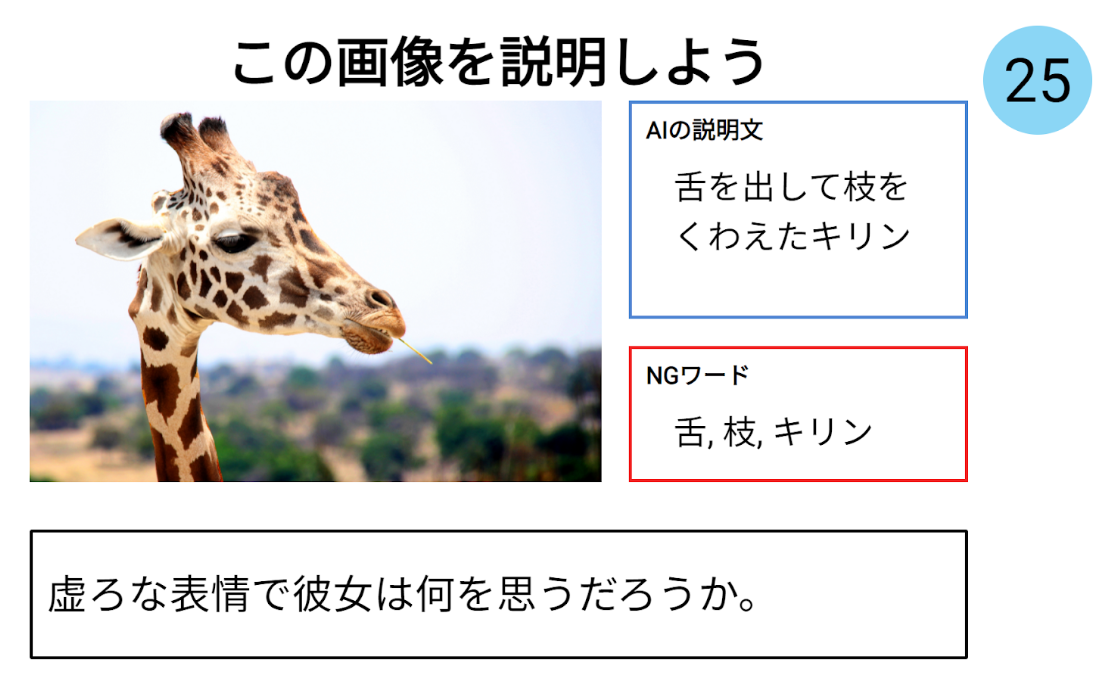 この画像を説明しよう
25
AIの説明文
舌を出して枝を
くわえたキリン
NGワード
舌, 枝, キリン
虚ろな表情で彼女は何を思うだろうか。